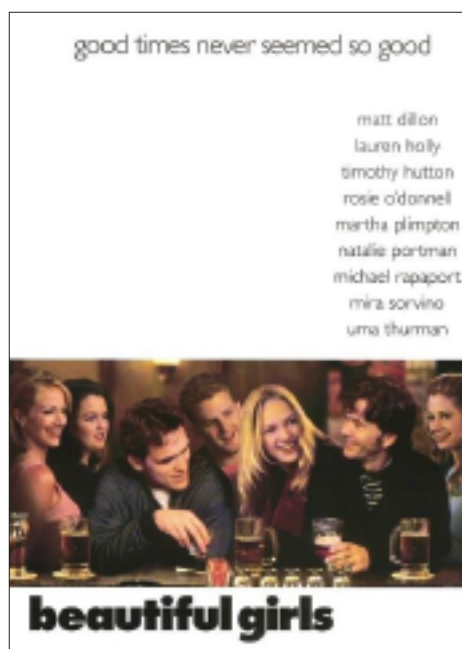 good times never seemed so good
matt dillon
lauren holly
timothy hutton
rosie o'donnell
martha plimpton
natalie portman
michael rapaport
mira sorvino
uma thurman
beautiful girls